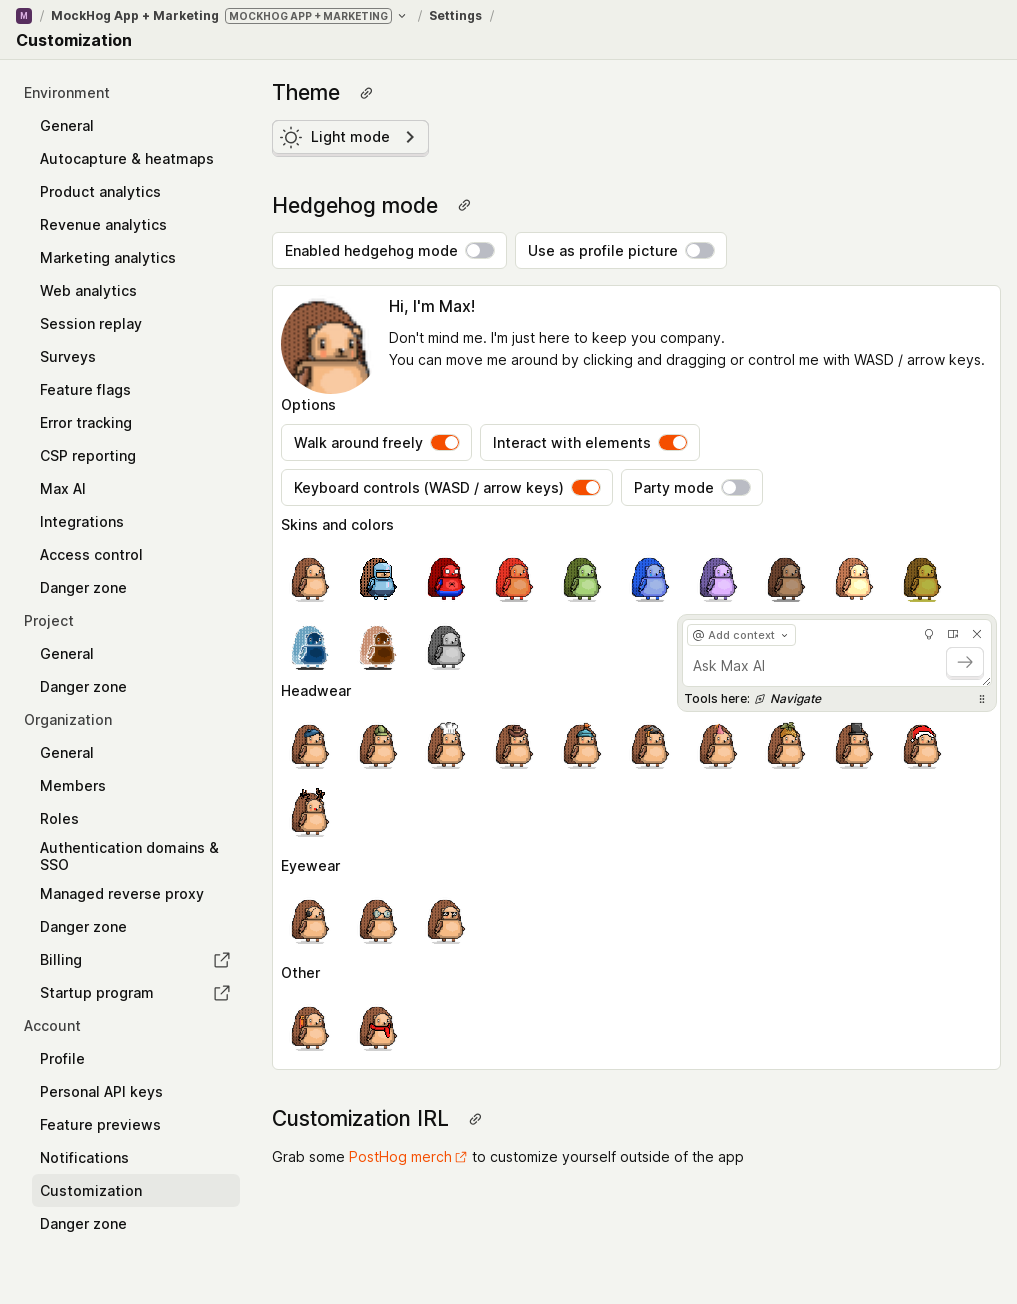 M / MockHog App + Marketing MOCKHOG APP + MARKETING / Settings /
Customization
Environment
General
Autocapture & heatmaps
Product analytics
Revenue analytics
Marketing analytics
Web analytics
Session replay
Surveys
Feature flags
Error tracking
CSP reporting
Max AI
Integrations
Access control
Danger zone
Project
General
Danger zone
Organization
General
Members
Roles
Authentication domains &
SSO
Managed reverse proxy
Danger zone
Billing
Startup program
Account
Profile
Personal API keys
Feature previews
Notifications
Customization
Danger zone
Theme
Light mode
Hedgehog mode
Enabled hedgehog mode
Use as profile picture
Hi, I'm Max!
Don't mind me. I'm just here to keep you company.
You can move me around by clicking and dragging or control me with WASD / arrow keys.
Options
Walk around freely
Interact with elements
Keyboard controls (WASD / arrow keys)
Party mode
Skins and colors
@ Add context
Ask Max AI
Tools here: Navigate
Headwear
Eyewear
Other
Customization IRL
Grab some PostHog merch to customize yourself outside of the app